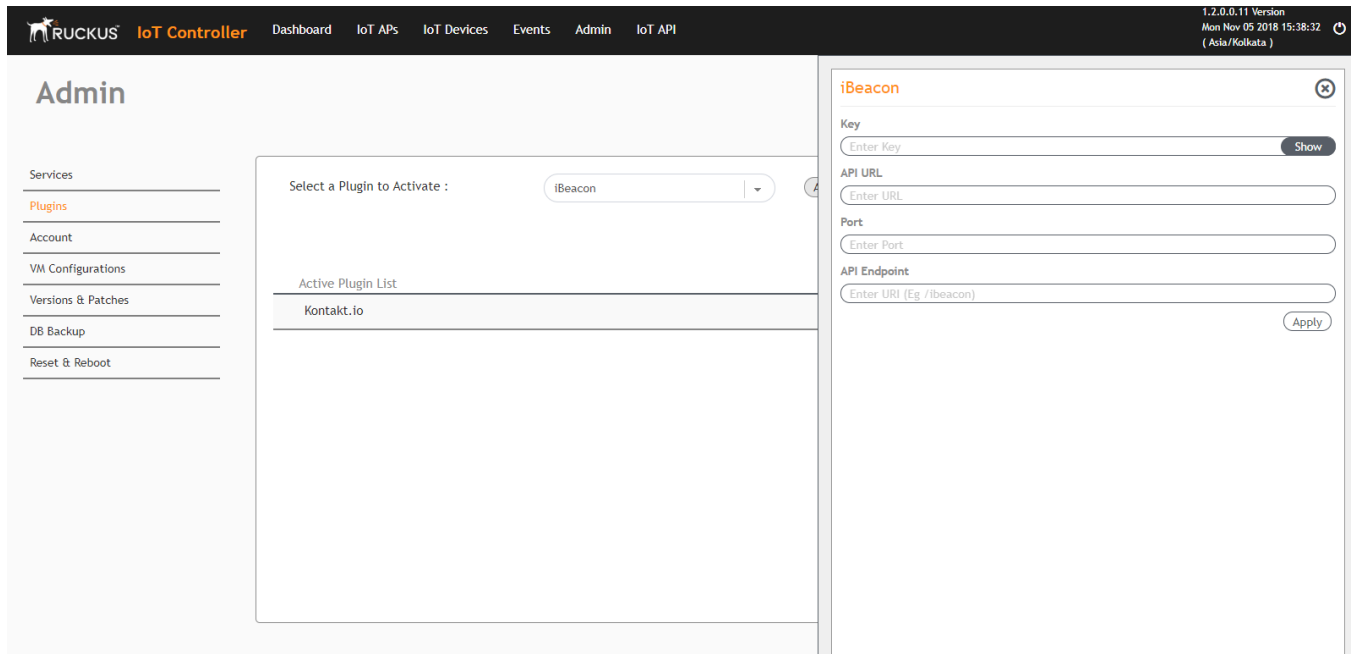 RUCKUS IoT Controller Dashboard IoT APs IoT Devices Events Admin IoT API
1.2.0.0.11 Version
Mon Nov 05 2018 15:38:32
( Asia/Kolkata )
Admin
Services
Plugins
Account
VM Configurations
Versions & Patches
DB Backup
Reset & Reboot
Select a Plugin to Activate : iBeacon
Active Plugin List
Kontakt.io
iBeacon
Key
Enter Key Show
API URL
Enter URL
Port
Enter Port
API Endpoint
Enter URI (Eg /ibeacon)
Apply